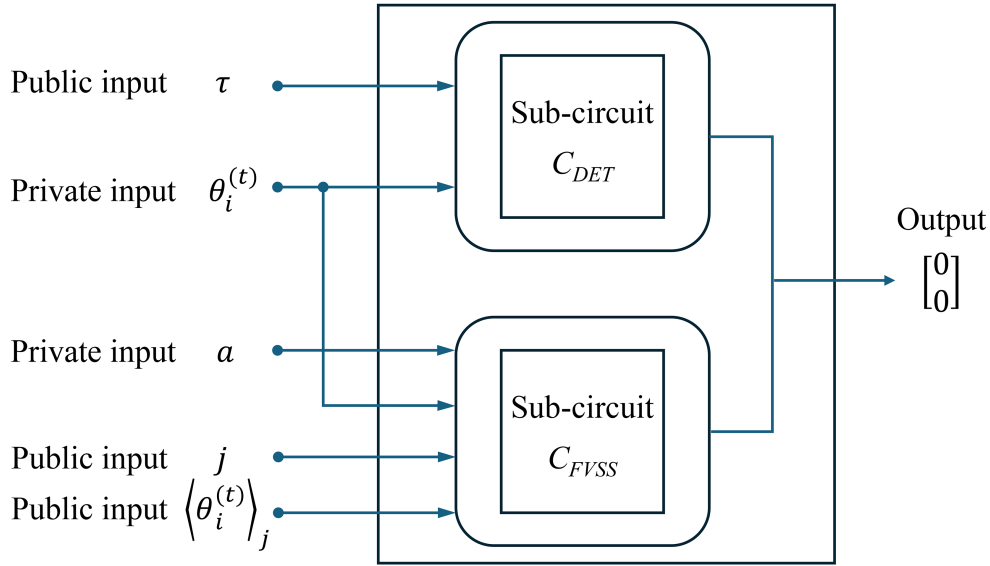 Public input τ
Private input θ_i^(t)
Private input a
Public input j
Public input ⟨θ_i^(t)⟩_j
Sub-circuit
C_DET
Sub-circuit
C_FVSS
Output
[0
0]